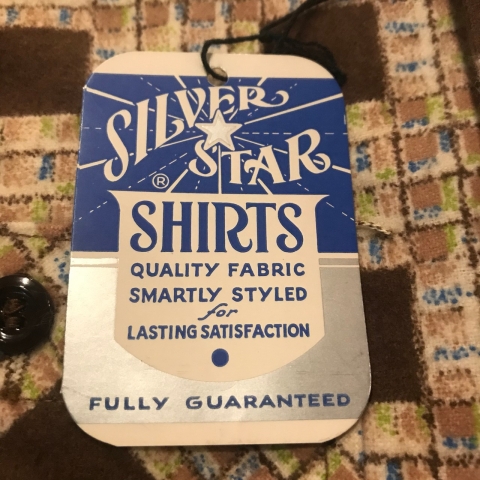 SILVER
STAR
®
SHIRTS
QUALITY FABRIC
SMARTLY STYLED
for
LASTING SATISFACTION
FULLY GUARANTEED